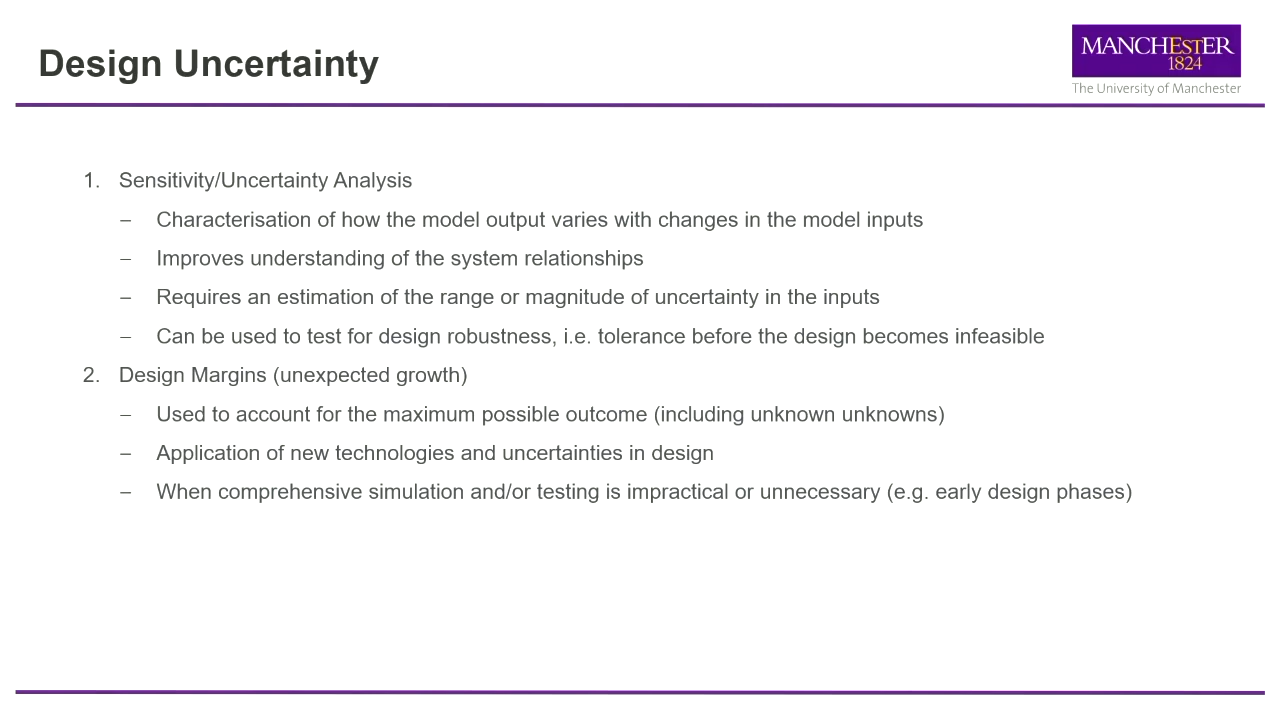 Design Uncertainty
MANCHESTER
1824
The University of Manchester
1. Sensitivity/Uncertainty Analysis
– Characterisation of how the model output varies with changes in the model inputs
– Improves understanding of the system relationships
– Requires an estimation of the range or magnitude of uncertainty in the inputs
– Can be used to test for design robustness, i.e. tolerance before the design becomes infeasible
2. Design Margins (unexpected growth)
– Used to account for the maximum possible outcome (including unknown unknowns)
– Application of new technologies and uncertainties in design
– When comprehensive simulation and/or testing is impractical or unnecessary (e.g. early design phases)